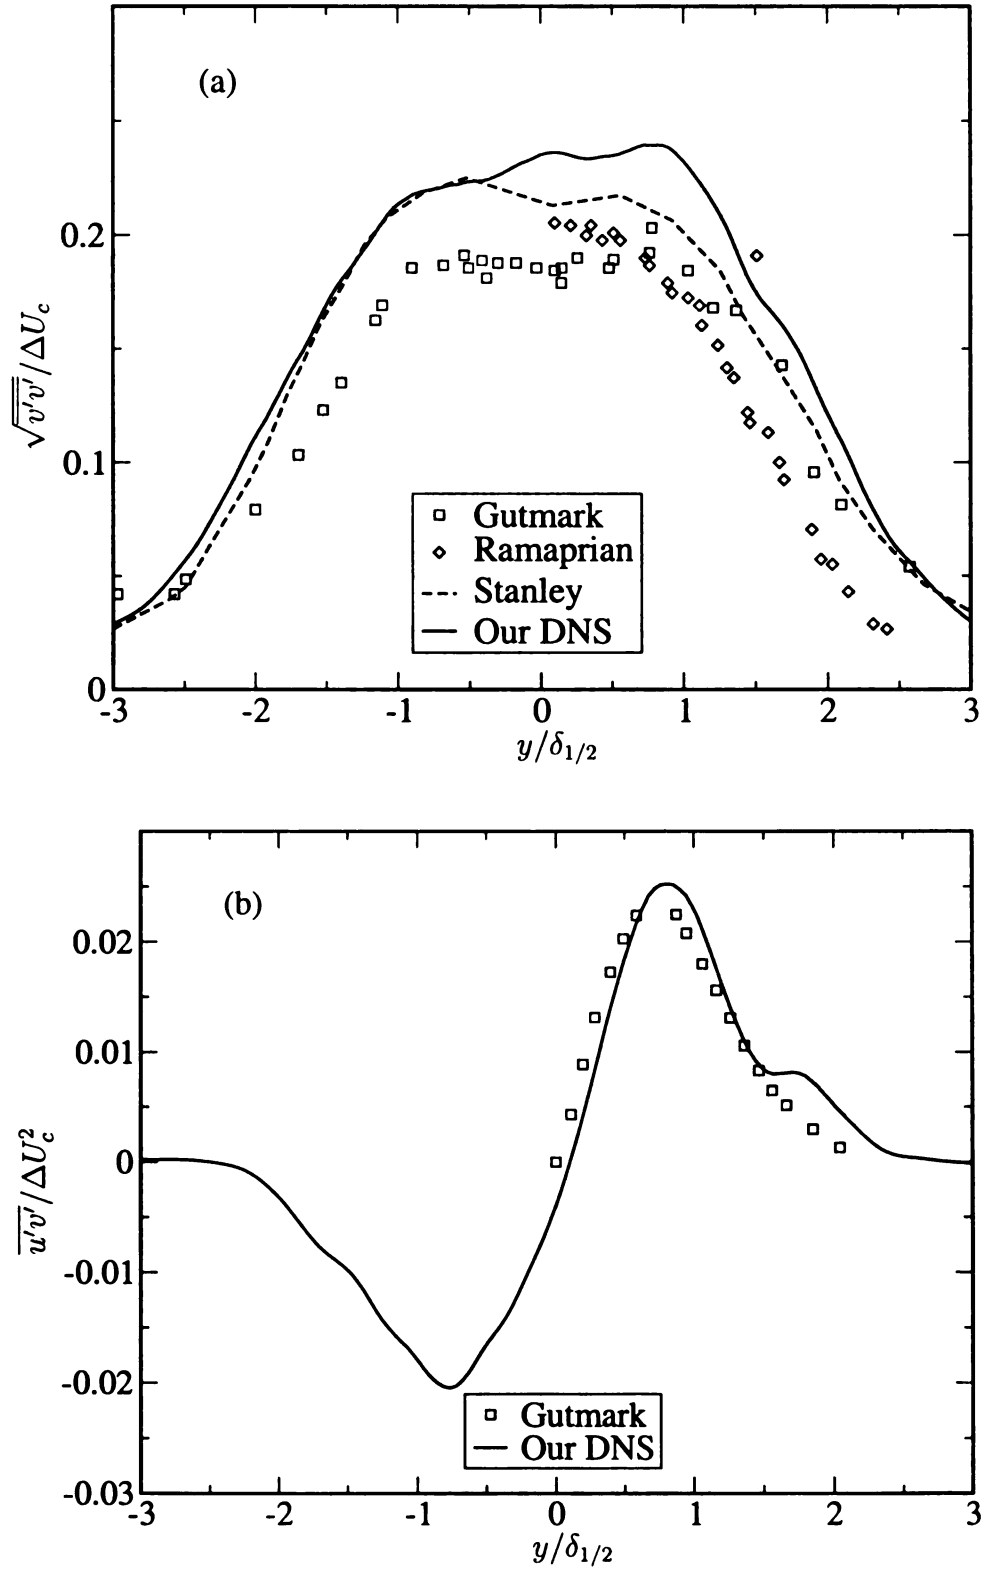 (a)
0.2
0.1
0
√v′v′/ΔU_c
Gutmark
Ramaprian
Stanley
Our DNS
-3 -2 -1 0 1 2 3
y/δ_{1/2}
(b)
0.02
0.01
0
-0.01
-0.02
-0.03
u′v′/ΔU_c^2
Gutmark
Our DNS
-3 -2 -1 0 1 2 3
y/δ_{1/2}